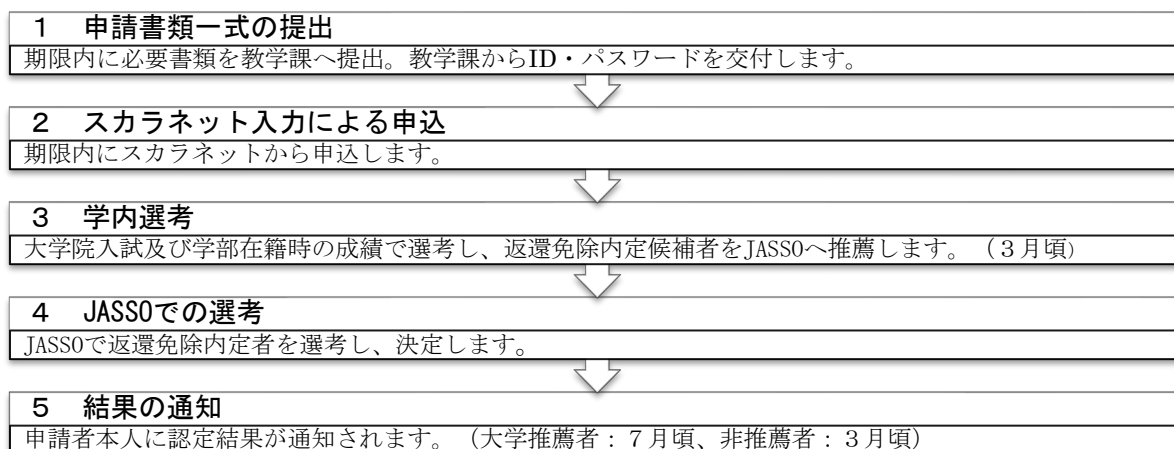 １　申請書類一式の提出
期限内に必要書類を教学課へ提出。教学課からID・パスワードを交付します。
２　スカラネット入力による申込
期限内にスカラネットから申込します。
３　学内選考
大学院入試及び学部在籍時の成績で選考し、返還免除内定候補者をJASSOへ推薦します。（３月頃）
４　JASSOでの選考
JASSOで返還免除内定者を選考し、決定します。
５　結果の通知
申請者本人に認定結果が通知されます。（大学推薦者：７月頃、非推薦者：３月頃）